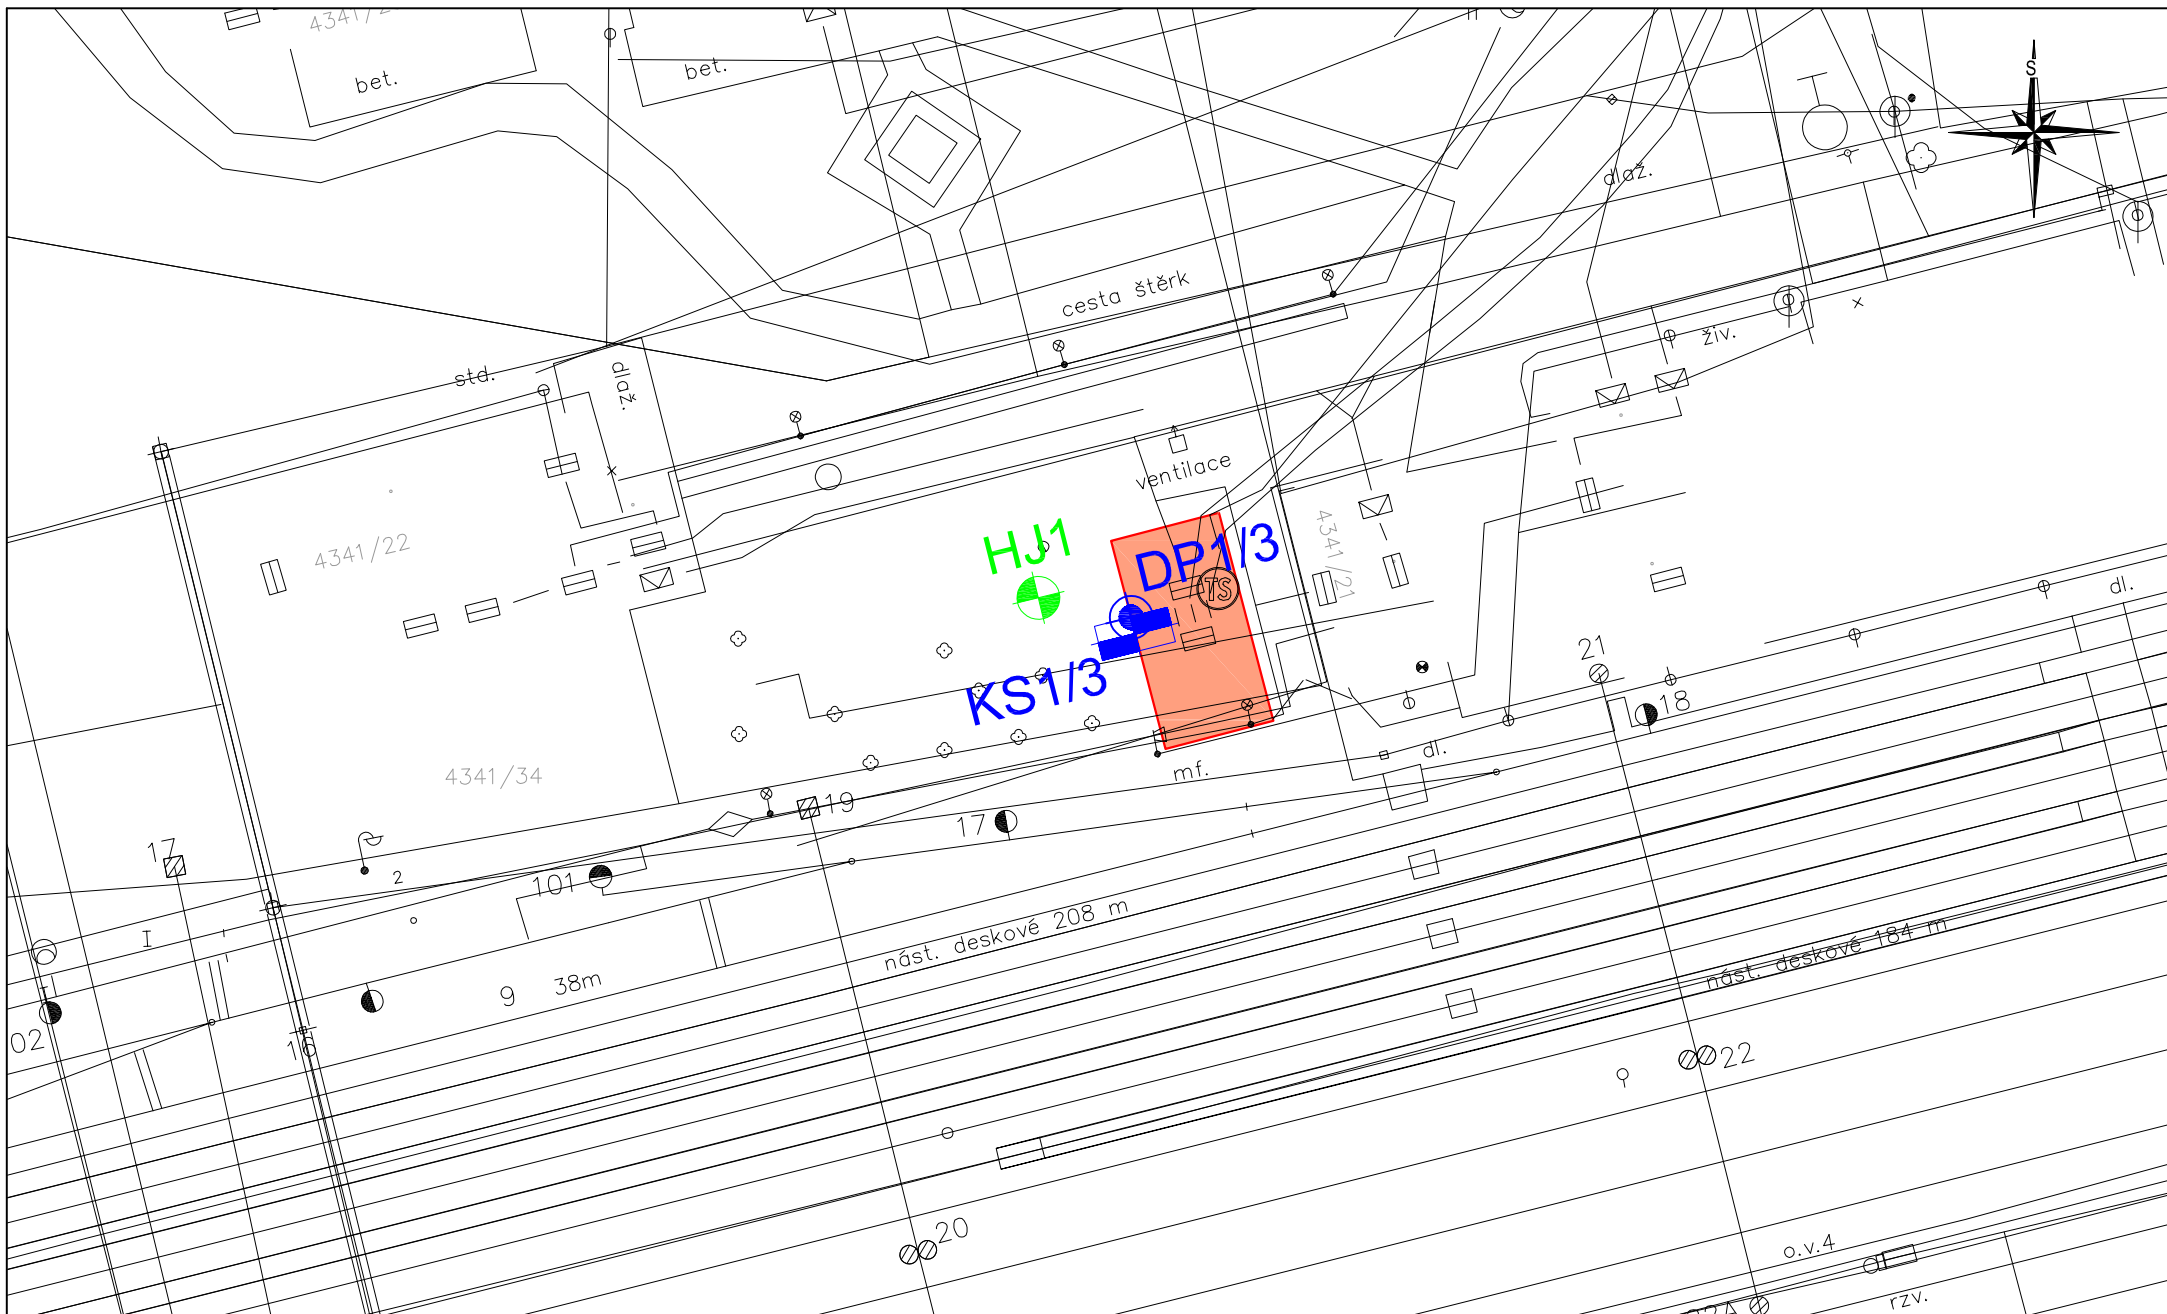 bet.
bet.
S
dlaž.
cesta štěrk
živ.
std.
dlaž.
ventilace
4341/22
HJ1
DP1/3
TS
4341/21
KS1/3
dl.
21
18
4341/34
mf.
dl.
19
17
17
2
101
I
nást. deskové 208 m
nást. deskové 184 m
9
38m
02
16
22
20
o.v.4
rzv.